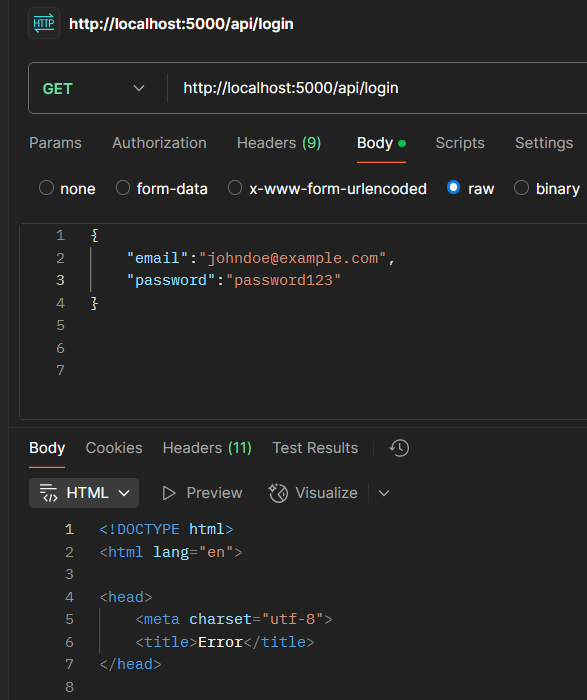 HTTP http://localhost:5000/api/login
GET http://localhost:5000/api/login
Params Authorization Headers (9) Body Scripts Settings
none form-data x-www-form-urlencoded raw binary
1 {
2 "email":"johndoe@example.com",
3 "password":"password123"
4 }
5
6
7
Body Cookies Headers (11) Test Results
HTML Preview Visualize
1 <!DOCTYPE html>
2 <html lang="en">
3
4 <head>
5 <meta charset="utf-8">
6 <title>Error</title>
7 </head>
8